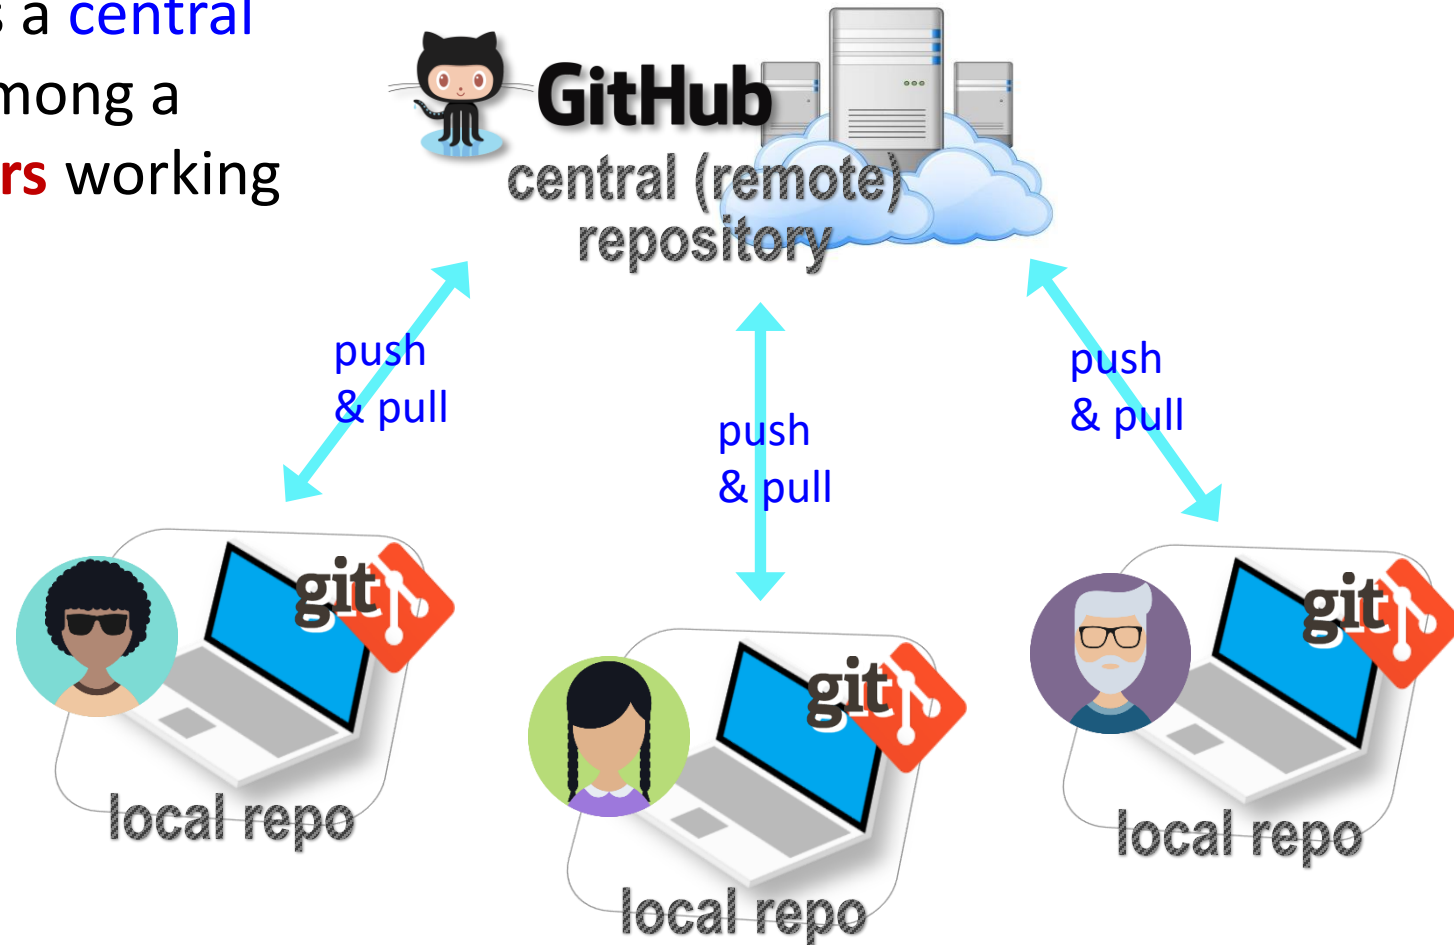 s a central
mong a
rs working
GitHub
central (remote)
repository
push
& pull
push
& pull
push
& pull
git
git
git
local repo
local repo
local repo